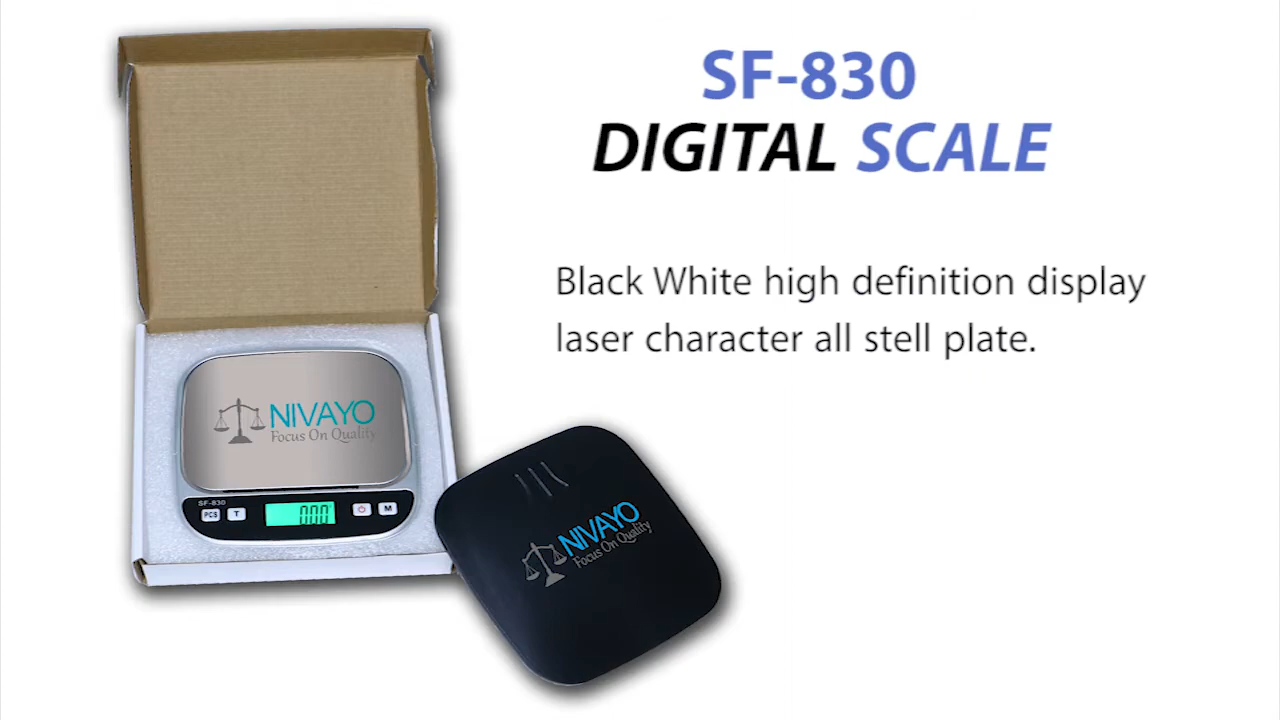 SF-830
DIGITAL SCALE
Black White high definition display
laser character all stell plate.
NIVAYO
Focus On Quality
SF-830
PCS T 0.00 M
NIVAYO
Focus On Quality